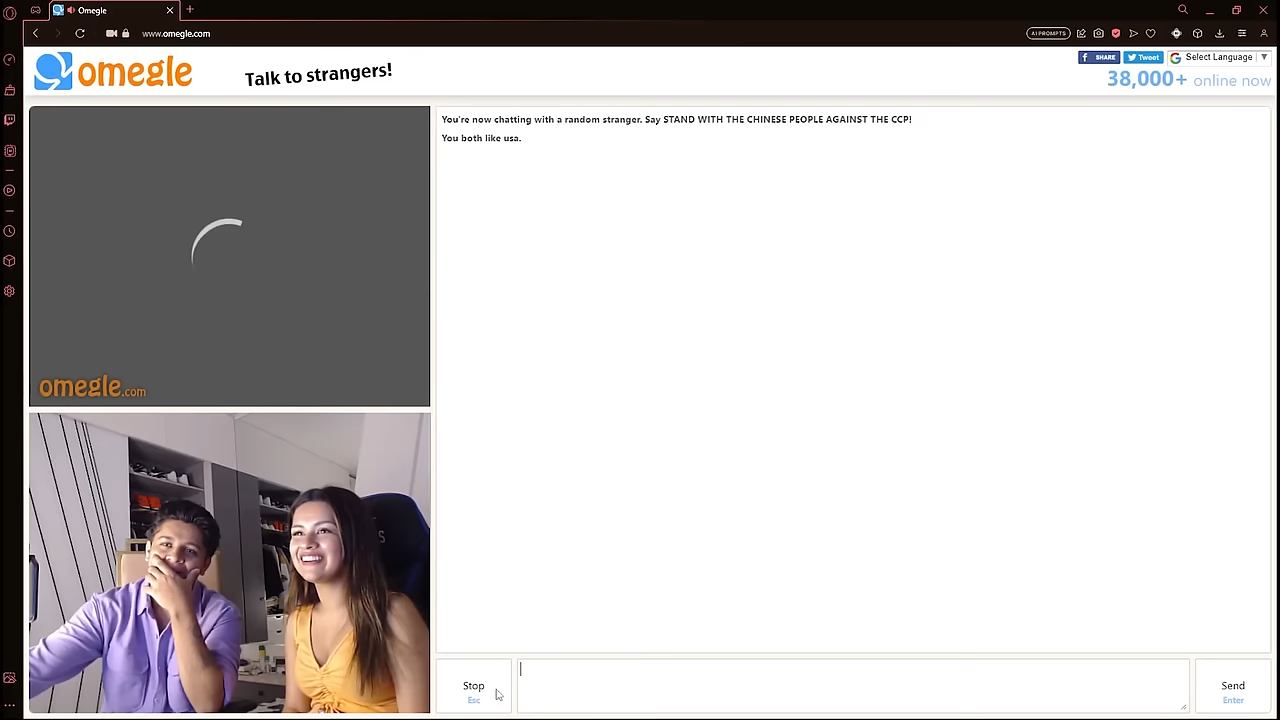 Omegle
www.omegle.com
AI PROMPTS
omegle
Talk to strangers!
SHARE
Tweet
Select Language
38,000+ online now
You're now chatting with a random stranger. Say STAND WITH THE CHINESE PEOPLE AGAINST THE CCP!
You both like usa.
omegle.com
Stop
Esc
Send
Enter